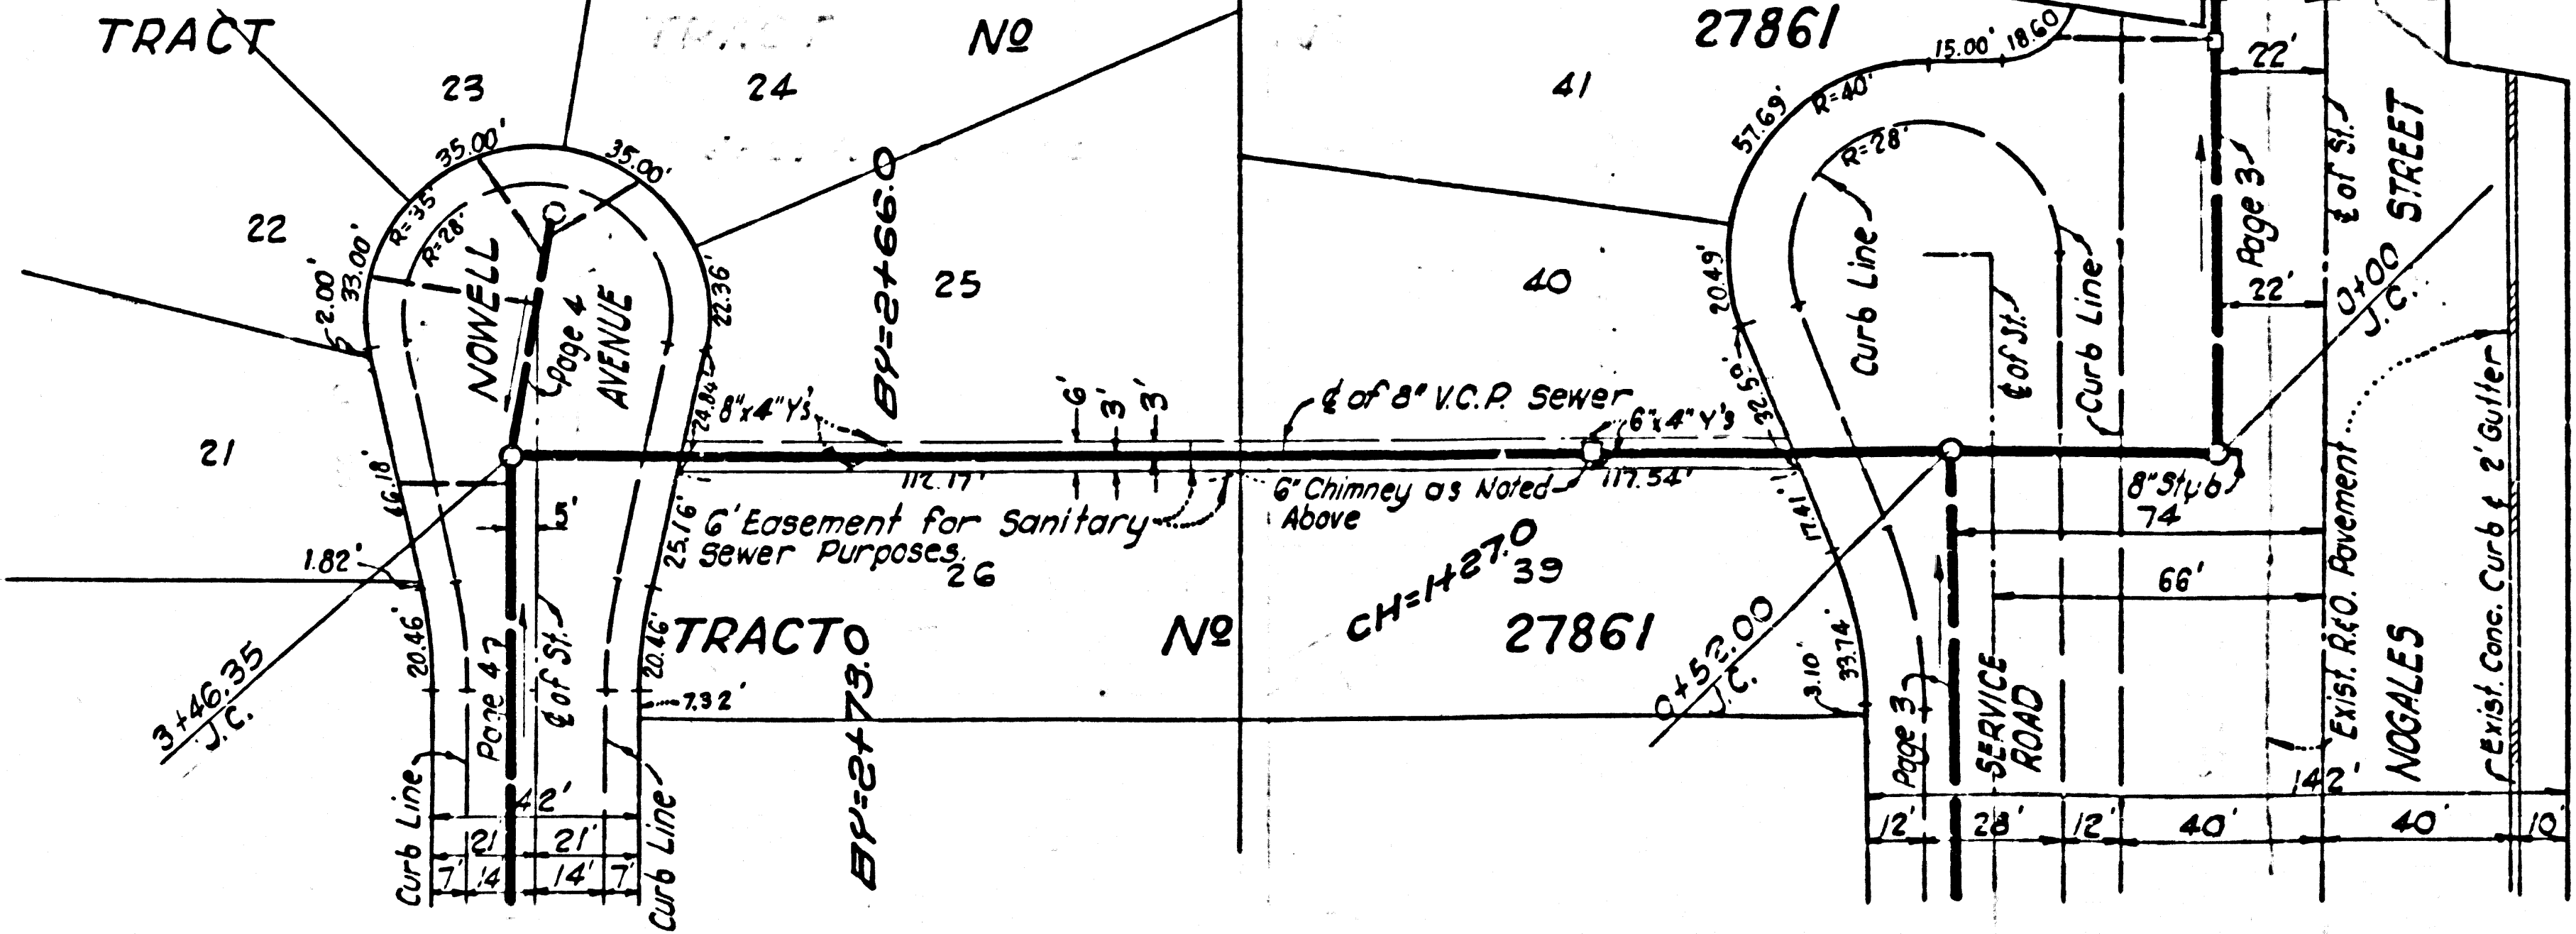 TRACT
Nº
27861
23
24
41
22
25
40
21
26
39
35.00'
35.00'
R=35'
R=28'
33.00'
2.00'
22.36'
24.84'
NOWELL
AVENUE
Page 4
BY=2+66.0
57.69'
R=40'
15.00'
18.60
R=28'
20.49'
32.59'
Curb Line
₵ of St.
Curb Line
22'
Page 3
22'
₵ of St.
STREET
0+00
J.C.
8"x4" Y's
6'
3'
3'
₵ of 8" V.C.P. Sewer
6"x4" Y's
112.17'
117.54'
6" Chimney as Noted
Above
6' Easement for Sanitary
Sewer Purposes.
46.18'
5'
25.16'
1.82'
20.46'
20.46'
7.32'
3+46.35
J.C.
Page 4
₵ of St.
TRACT
Nº
27861
CH=1+27.0
BY=2+73.0
17.41'
33.74'
3.10'
0+52.00
J.C.
8" Stub
74'
66'
Page 3
SERVICE
ROAD
NOGALES
Exist. R.&O. Pavement
Exist. Conc. Curb & 2' Gutter
142'
12'
28'
12'
40'
40'
10'
Curb Line
Curb Line
42'
21'
21'
7'
14'
14'
7'